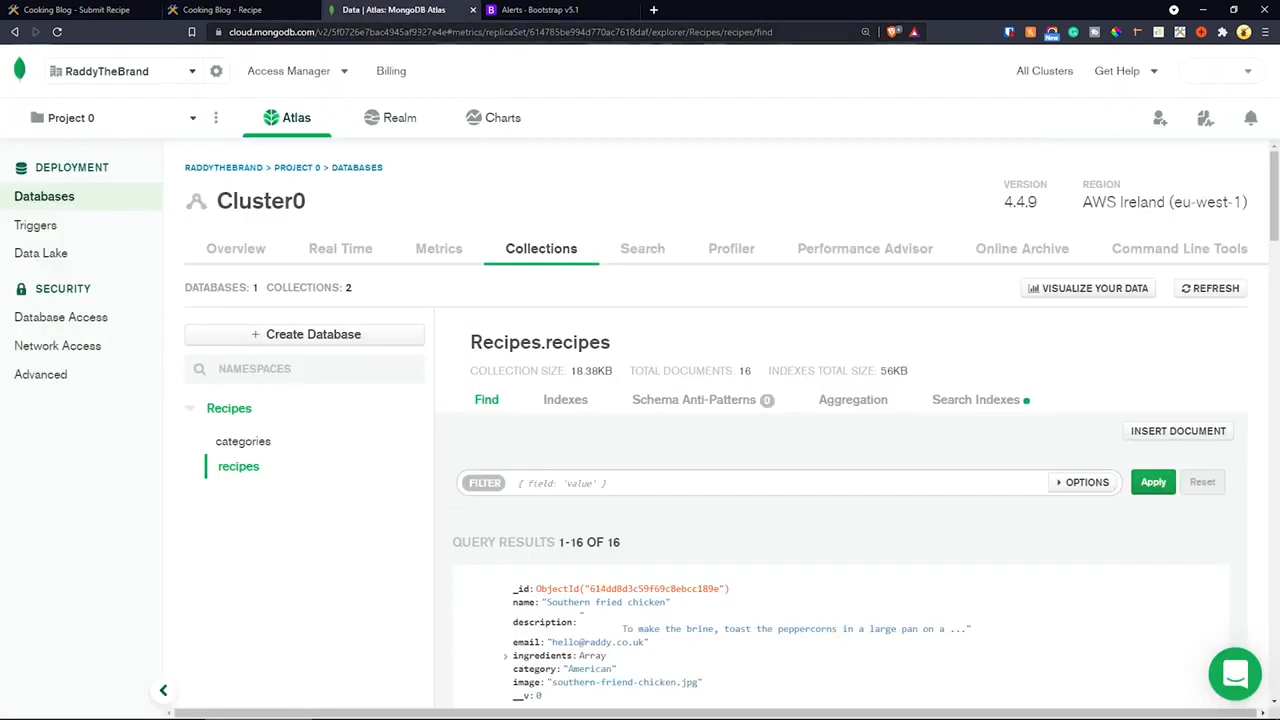 Cooking Blog - Submit Recipe
Cooking Blog - Recipe
Data | Atlas: MongoDB Atlas
Alerts · Bootstrap v5.1
cloud.mongodb.com/v2/5f0726e7bac4945af9927e4e#metrics/replicaSet/614785be994d770ac7618daf/explorer/Recipes/recipes/find
RaddyTheBrand
Access Manager
Billing
All Clusters
Get Help
Project 0
Atlas
Realm
Charts
DEPLOYMENT
Databases
Triggers
Data Lake
SECURITY
Database Access
Network Access
Advanced
RADDYTHEBRAND > PROJECT 0 > DATABASES
Cluster0
VERSION
4.4.9
REGION
AWS Ireland (eu-west-1)
Overview
Real Time
Metrics
Collections
Search
Profiler
Performance Advisor
Online Archive
Command Line Tools
DATABASES: 1 COLLECTIONS: 2
VISUALIZE YOUR DATA
REFRESH
+ Create Database
NAMESPACES
Recipes
categories
recipes
Recipes.recipes
COLLECTION SIZE: 18.38KB TOTAL DOCUMENTS: 16 INDEXES TOTAL SIZE: 56KB
Find
Indexes
Schema Anti-Patterns 0
Aggregation
Search Indexes
INSERT DOCUMENT
FILTER { field: 'value' }
OPTIONS
Apply
Reset
QUERY RESULTS 1-16 OF 16
_id: ObjectId("614dd8d3c59f69c8ebcc189e")
name: "Southern fried chicken"
description: "
To make the brine, toast the peppercorns in a large pan on a ..."
email: "hello@raddy.co.uk"
ingredients: Array
category: "American"
image: "southern-friend-chicken.jpg"
__v: 0